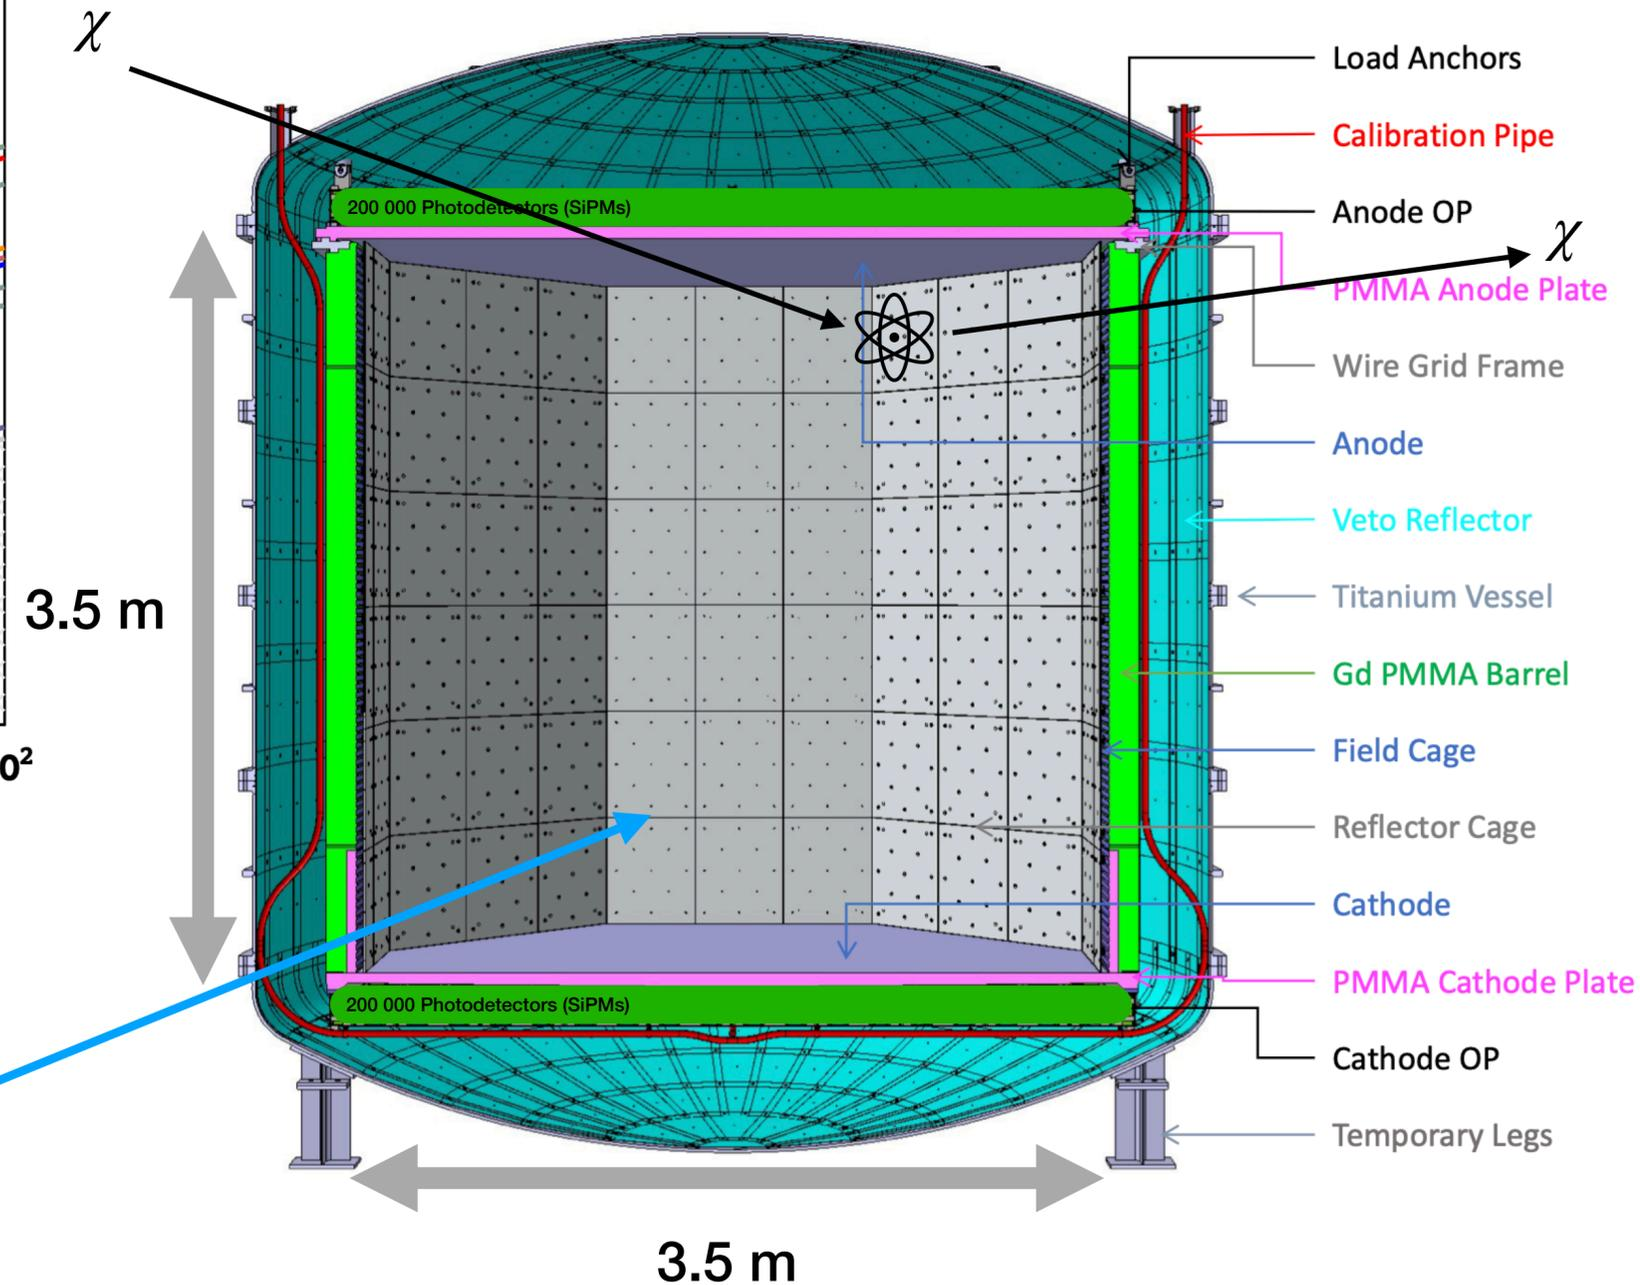 χ
Load Anchors
Calibration Pipe
200 000 Photodetectors (SiPMs)
Anode OP
χ
PMMA Anode Plate
Wire Grid Frame
Anode
Veto Reflector
3.5 m
Titanium Vessel
Gd PMMA Barrel
Field Cage
0²
Reflector Cage
Cathode
PMMA Cathode Plate
200 000 Photodetectors (SiPMs)
Cathode OP
Temporary Legs
3.5 m